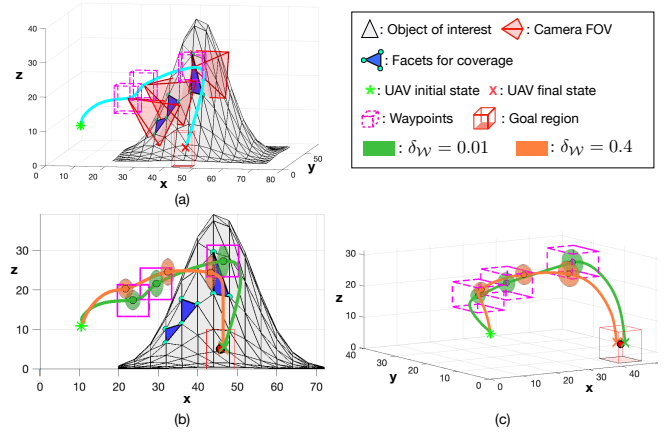 40
30
z
20
10
0
0 10 20 30 40 50 60 70 80
x
0
50
y
(a)
: Object of interest : Camera FOV
: Facets for coverage
: UAV initial state : UAV final state
: Waypoints : Goal region
: δ_𝒲 = 0.01 : δ_𝒲 = 0.4
z
30
20
10
0
0 10 20 30 40 50 60 70
x
(b)
30
z
20
10
0
40
30
20
10
0
y
0 10 20 30 40
x
(c)